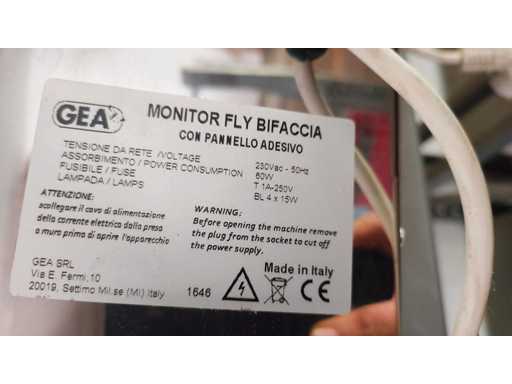 GEA
MONITOR FLY BIFACCIA
CON PANNELLO ADESIVO
TENSIONE DA RETE /VOLTAGE 230Vac - 50Hz
ASSORBIMENTO / POWER CONSUMPTION 60W
FUSIBILE / FUSE T 1A-250V
LAMPADA / LAMPS BL 4 x 15W
ATTENZIONE:
scollegare il cavo di alimentazione
della corrente elettrica dalla presa
a muro prima di aprire l'apparecchio
WARNING:
Before opening the machine remove
the plug from the socket to cut off
the power supply.
GEA SRL
Via E. Fermi,10
20019, Settimo Mil.se (MI) Italy
1646
Made in Italy
CE